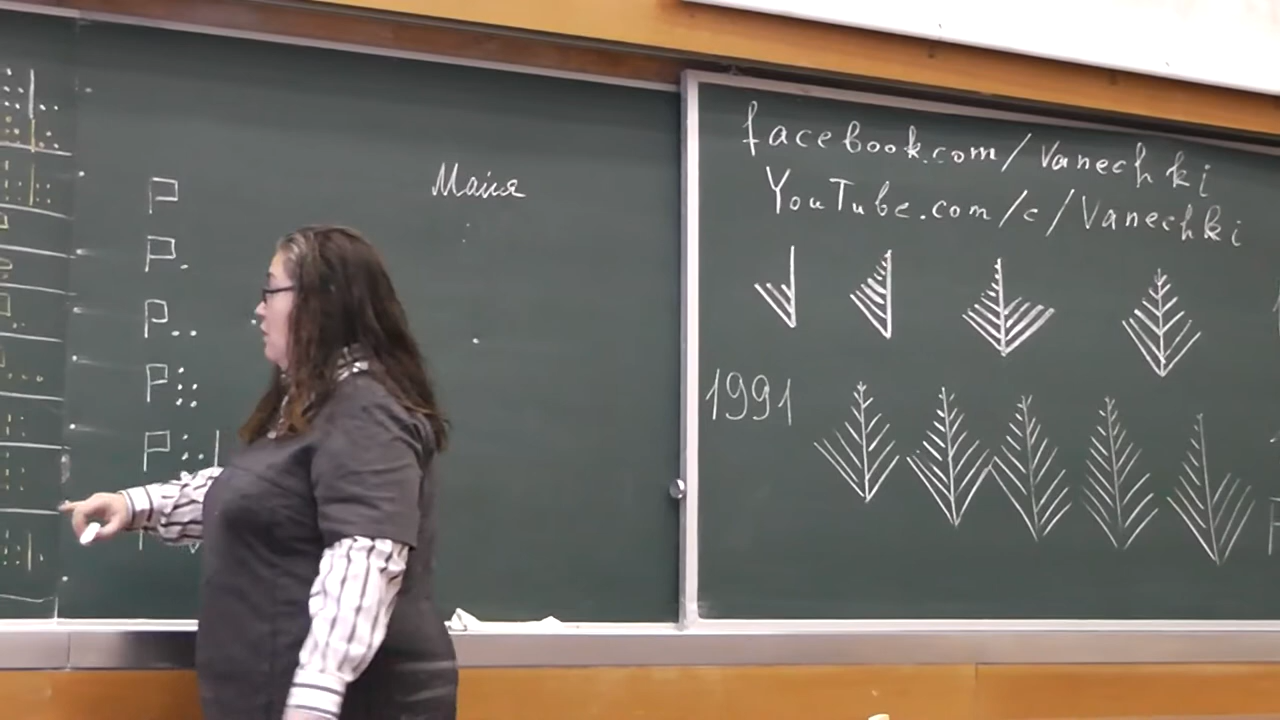 Р
Р.
Р..
Р::
Р::|
Майя
facebook.com/Vanechki
YouTube.com/c/Vanechki
1991